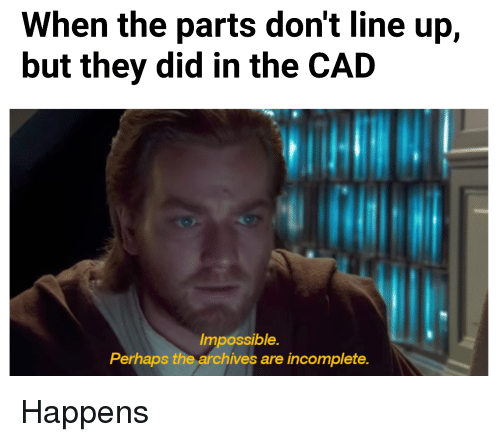 When the parts don't line up,
but they did in the CAD
Impossible.
Perhaps the archives are incomplete.
Happens